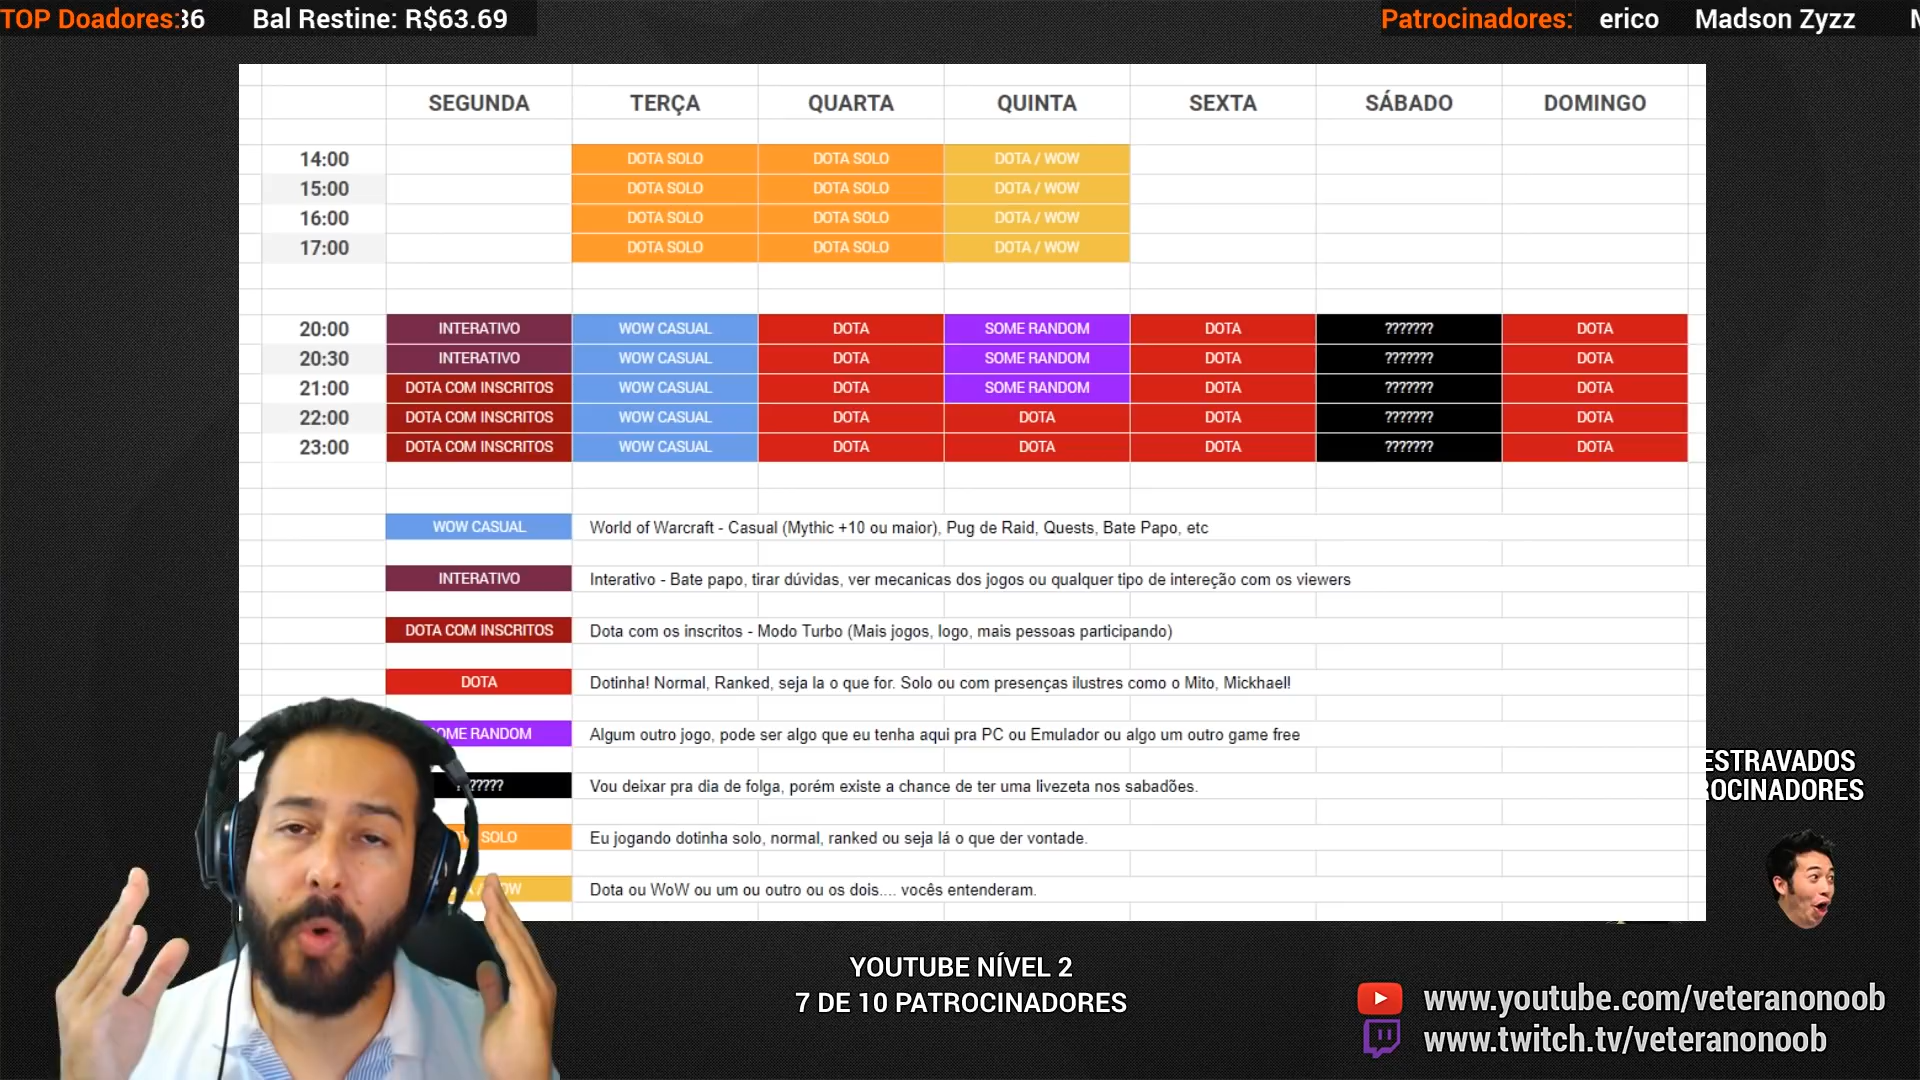 TOP Doadores: Bal Restine: R$63.69 Patrocinadores: erico Madson Zyzz
SEGUNDA TERÇA QUARTA QUINTA SEXTA SÁBADO DOMINGO
14:00 DOTA SOLO DOTA SOLO DOTA / WOW
15:00 DOTA SOLO DOTA SOLO DOTA / WOW
16:00 DOTA SOLO DOTA SOLO DOTA / WOW
17:00 DOTA SOLO DOTA SOLO DOTA / WOW
20:00 INTERATIVO WOW CASUAL DOTA SOME RANDOM DOTA ??????? DOTA
20:30 INTERATIVO WOW CASUAL DOTA SOME RANDOM DOTA ??????? DOTA
21:00 DOTA COM INSCRITOS WOW CASUAL DOTA SOME RANDOM DOTA ??????? DOTA
22:00 DOTA COM INSCRITOS WOW CASUAL DOTA DOTA DOTA ??????? DOTA
23:00 DOTA COM INSCRITOS WOW CASUAL DOTA DOTA DOTA ??????? DOTA
WOW CASUAL World of Warcraft - Casual (Mythic +10 ou maior), Pug de Raid, Quests, Bate Papo, etc
INTERATIVO Interativo - Bate papo, tirar dúvidas, ver mecanicas dos jogos ou qualquer tipo de intereção com os viewers
DOTA COM INSCRITOS Dota com os inscritos - Modo Turbo (Mais jogos, logo, mais pessoas participando)
DOTA Dotinha! Normal, Ranked, seja la o que for. Solo ou com presenças ilustres como o Mito, Mickhael!
OME RANDOM Algum outro jogo, pode ser algo que eu tenha aqui pra PC ou Emulador ou algo um outro game free
?????? Vou deixar pra dia de folga, porém existe a chance de ter uma livezeta nos sabadões.
SOLO Eu jogando dotinha solo, normal, ranked ou seja lá o que der vontade.
Dota ou WoW ou um ou outro ou os dois.... vocês entenderam.
ESTRAVADOS
ROCINADORES
YOUTUBE NÍVEL 2
7 DE 10 PATROCINADORES
www.youtube.com/veteranonoob
www.twitch.tv/veteranonoob